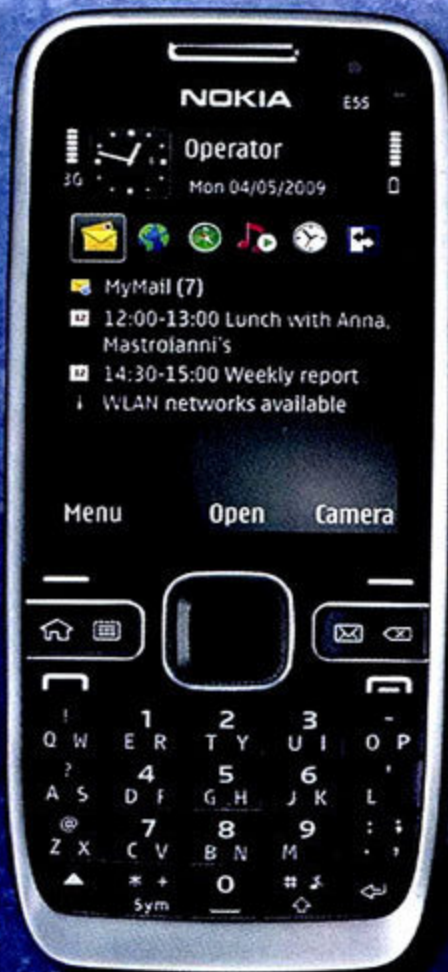 NOKIA
E55
3G
Operator
Mon 04/05/2009
MyMail (7)
12:00-13:00 Lunch with Anna,
Mastroianni's
14:30-15:00 Weekly report
WLAN networks available
Menu Open Camera
! 1 2 3 -
Q W E R T Y U I O P
? 4 5 6 '
A S D F G H J K L
@ 7 8 9 : ;
Z X C V B N M . ,
* + 0 #
Sym